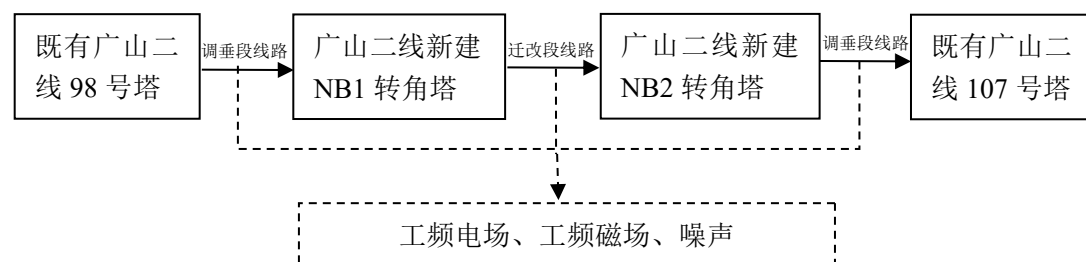 既有广山二
线 98 号塔
调垂段线路
广山二线新建
NB1 转角塔
迁改段线路
广山二线新建
NB2 转角塔
调垂段线路
既有广山二
线 107 号塔
工频电场、工频磁场、噪声